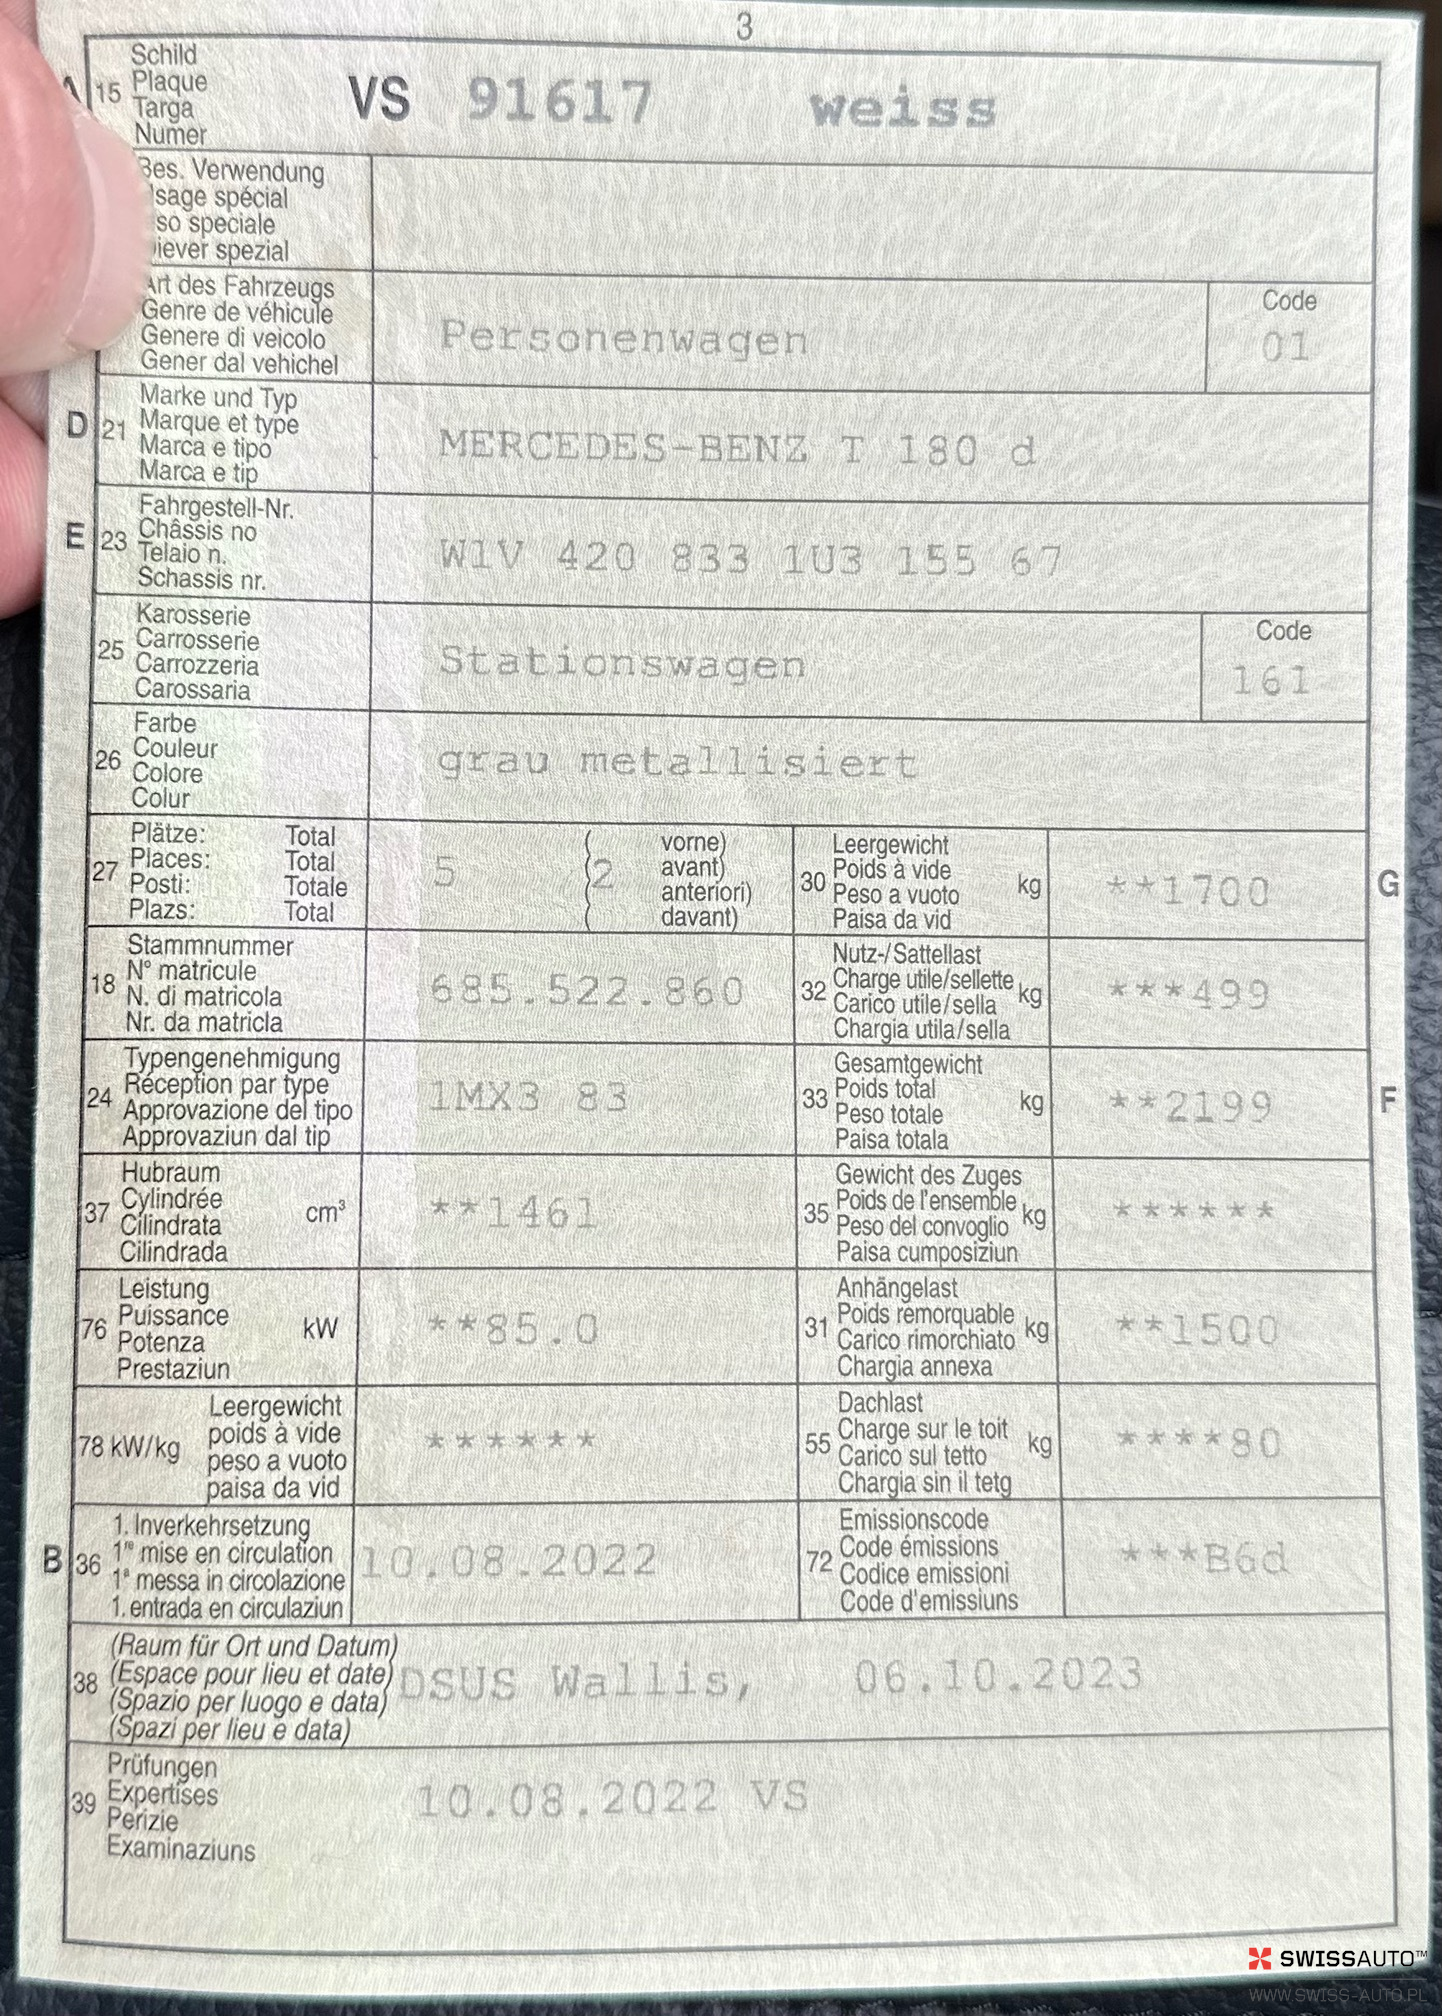 3
A 15 Schild
Plaque
Targa
Numer
VS 91617 weiss
Bes. Verwendung
sage spécial
so speciale
iever spezial
Art des Fahrzeugs
Genre de véhicule
Genere di veicolo
Gener dal vehichel
Personenwagen
Code
01
D 21 Marke und Typ
Marque et type
Marca e tipo
Marca e tip
MERCEDES-BENZ T 180 d
E 23 Fahrgestell-Nr.
Châssis no
Telaio n.
Schassis nr.
W1V 420 833 1U3 155 67
25 Karosserie
Carrosserie
Carrozzeria
Carossaria
Stationswagen
Code
161
26 Farbe
Couleur
Colore
Colur
grau metallisiert
27 Plätze: Total
Places: Total
Posti: Totale
Plazs: Total
5 (2 vorne)
avant)
anteriori)
( davant)
30 Leergewicht
Poids à vide
Peso a vuoto
Paisa da vid
kg
**1700
G
18 Stammnummer
N° matricule
N. di matricola
Nr. da matricla
685.522.860
32 Nutz-/Sattellast
Charge utile/sellette
Carico utile/sella
Chargia utila/sella
kg
***499
24 Typengenehmigung
Réception par type
Approvazione del tipo
Approvaziun dal tip
1MX3 83
33 Gesamtgewicht
Poids total
Peso totale
Paisa totala
kg
**2199
F
37 Hubraum
Cylindrée
Cilindrata
Cilindrada
cm³
**1461
35 Gewicht des Zuges
Poids de l'ensemble
Peso del convoglio
Paisa cumposiziun
kg
******
76 Leistung
Puissance
Potenza
Prestaziun
kW
**85.0
31 Anhängelast
Poids remorquable
Carico rimorchiato
Chargia annexa
kg
**1500
78 kW/kg
Leergewicht
poids à vide
peso a vuoto
paisa da vid
******
55 Dachlast
Charge sur le toit
Carico sul tetto
Chargia sin il tetg
kg
****80
B 36 1. Inverkehrsetzung
1re mise en circulation
1a messa in circolazione
1. entrada en circulaziun
10.08.2022
72 Emissionscode
Code émissions
Codice emissioni
Code d'emissiuns
***B6d
38 (Raum für Ort und Datum)
(Espace pour lieu et date)
(Spazio per luogo e data)
(Spazi per lieu e data)
DSUS Wallis, 06.10.2023
39 Prüfungen
Expertises
Perizie
Examinaziuns
10.08.2022 VS
SWISSAUTO™
WWW.SWISS-AUTO.PL